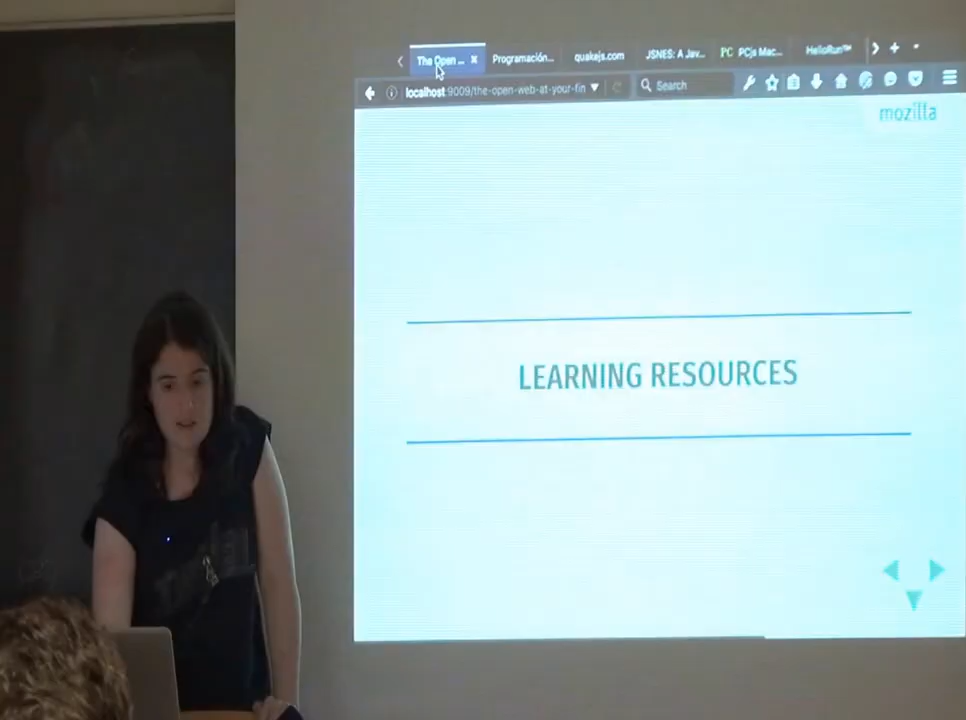 The Open ... × Programación... quakejs.com JSNES: A Jav... PC PCjs Mac... HelloRun™
localhost:9009/the-open-web-at-your-fin Search
mozilla
LEARNING RESOURCES